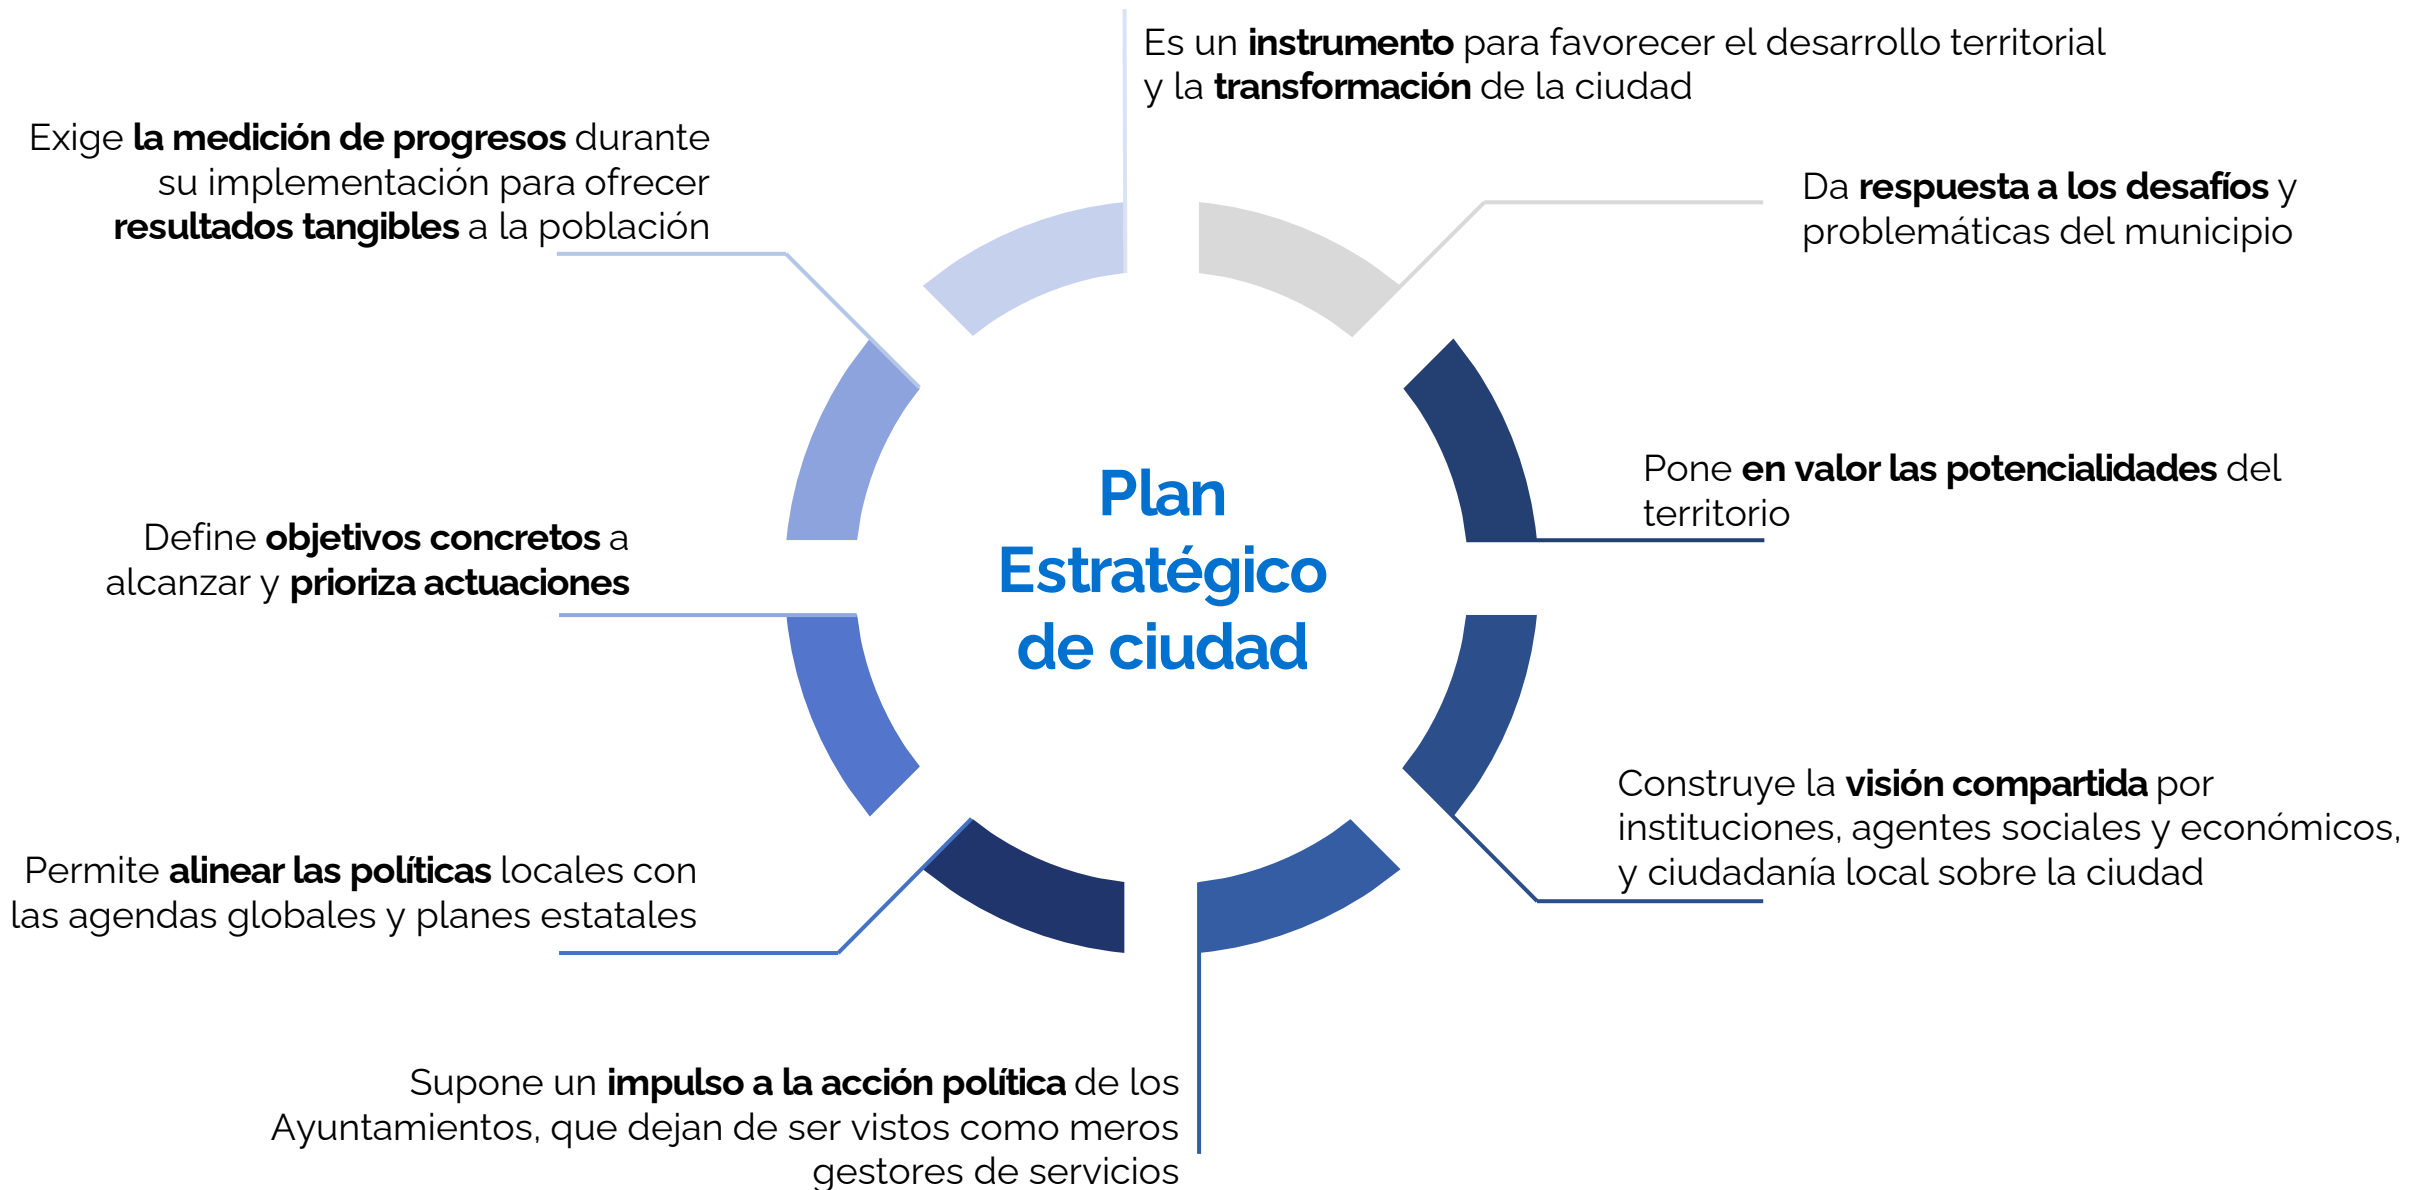 Es un instrumento para favorecer el desarrollo territorial
y la transformación de la ciudad
Da respuesta a los desafíos y
problemáticas del municipio
Pone en valor las potencialidades del
territorio
Construye la visión compartida por
instituciones, agentes sociales y económicos,
y ciudadanía local sobre la ciudad
Supone un impulso a la acción política de los
Ayuntamientos, que dejan de ser vistos como meros
gestores de servicios
Permite alinear las políticas locales con
las agendas globales y planes estatales
Define objetivos concretos a
alcanzar y prioriza actuaciones
Exige la medición de progresos durante
su implementación para ofrecer
resultados tangibles a la población
Plan
Estratégico
de ciudad